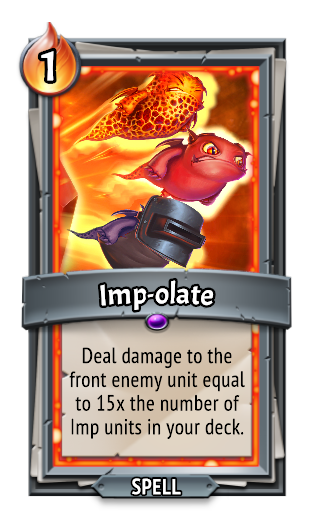 1
Imp-olate
Deal damage to the
front enemy unit equal
to 15x the number of
Imp units in your deck.
SPELL